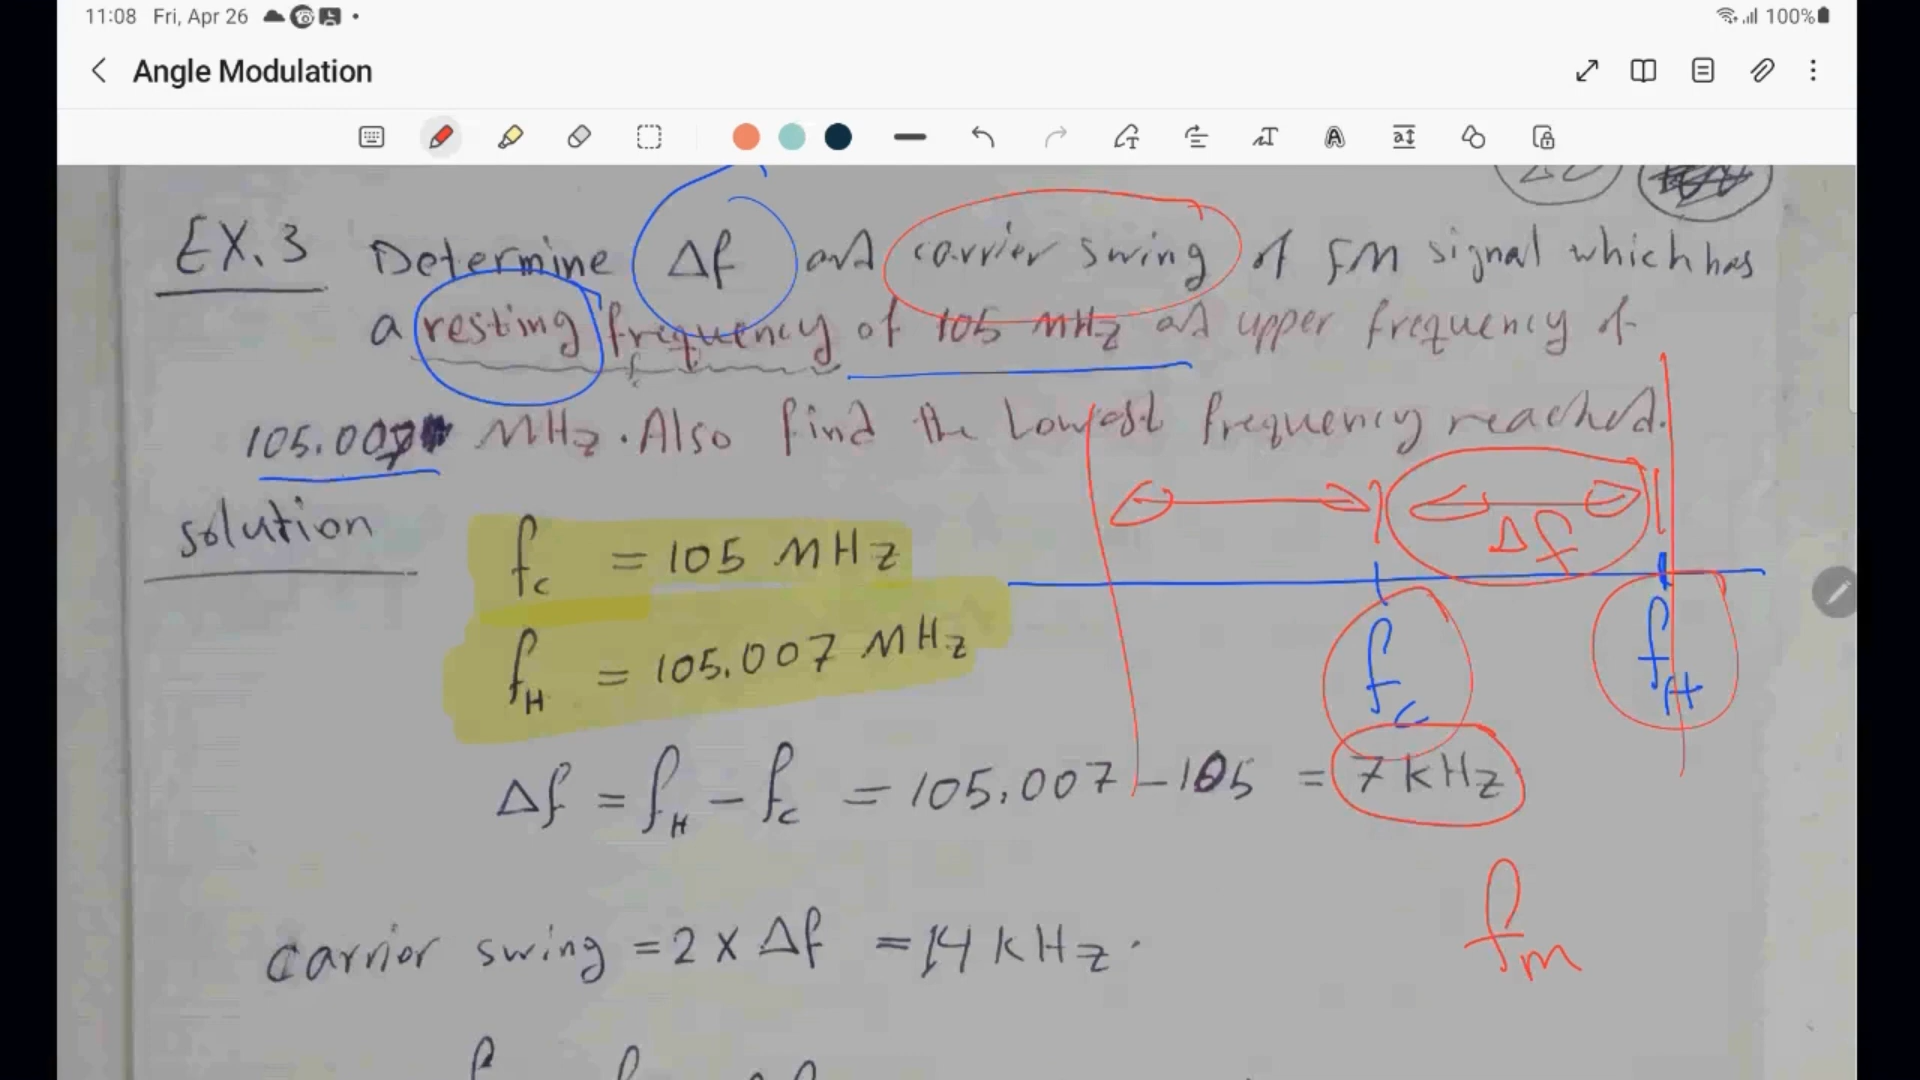 11:08 Fri, Apr 26
100%
Angle Modulation
EX.3 Determine Δf and carrier swing of FM signal which has
a resting frequency of 105 MHz and upper frequency of
105.007 MHz. Also find the Lowest frequency reached.
solution
fc = 105 MHz
Δf
fH = 105.007 MHz
fc
fH
Δf = fH - fc = 105.007 - 105 = 7 kHz
fm
carrier swing = 2 x Δf = 14 kHz.